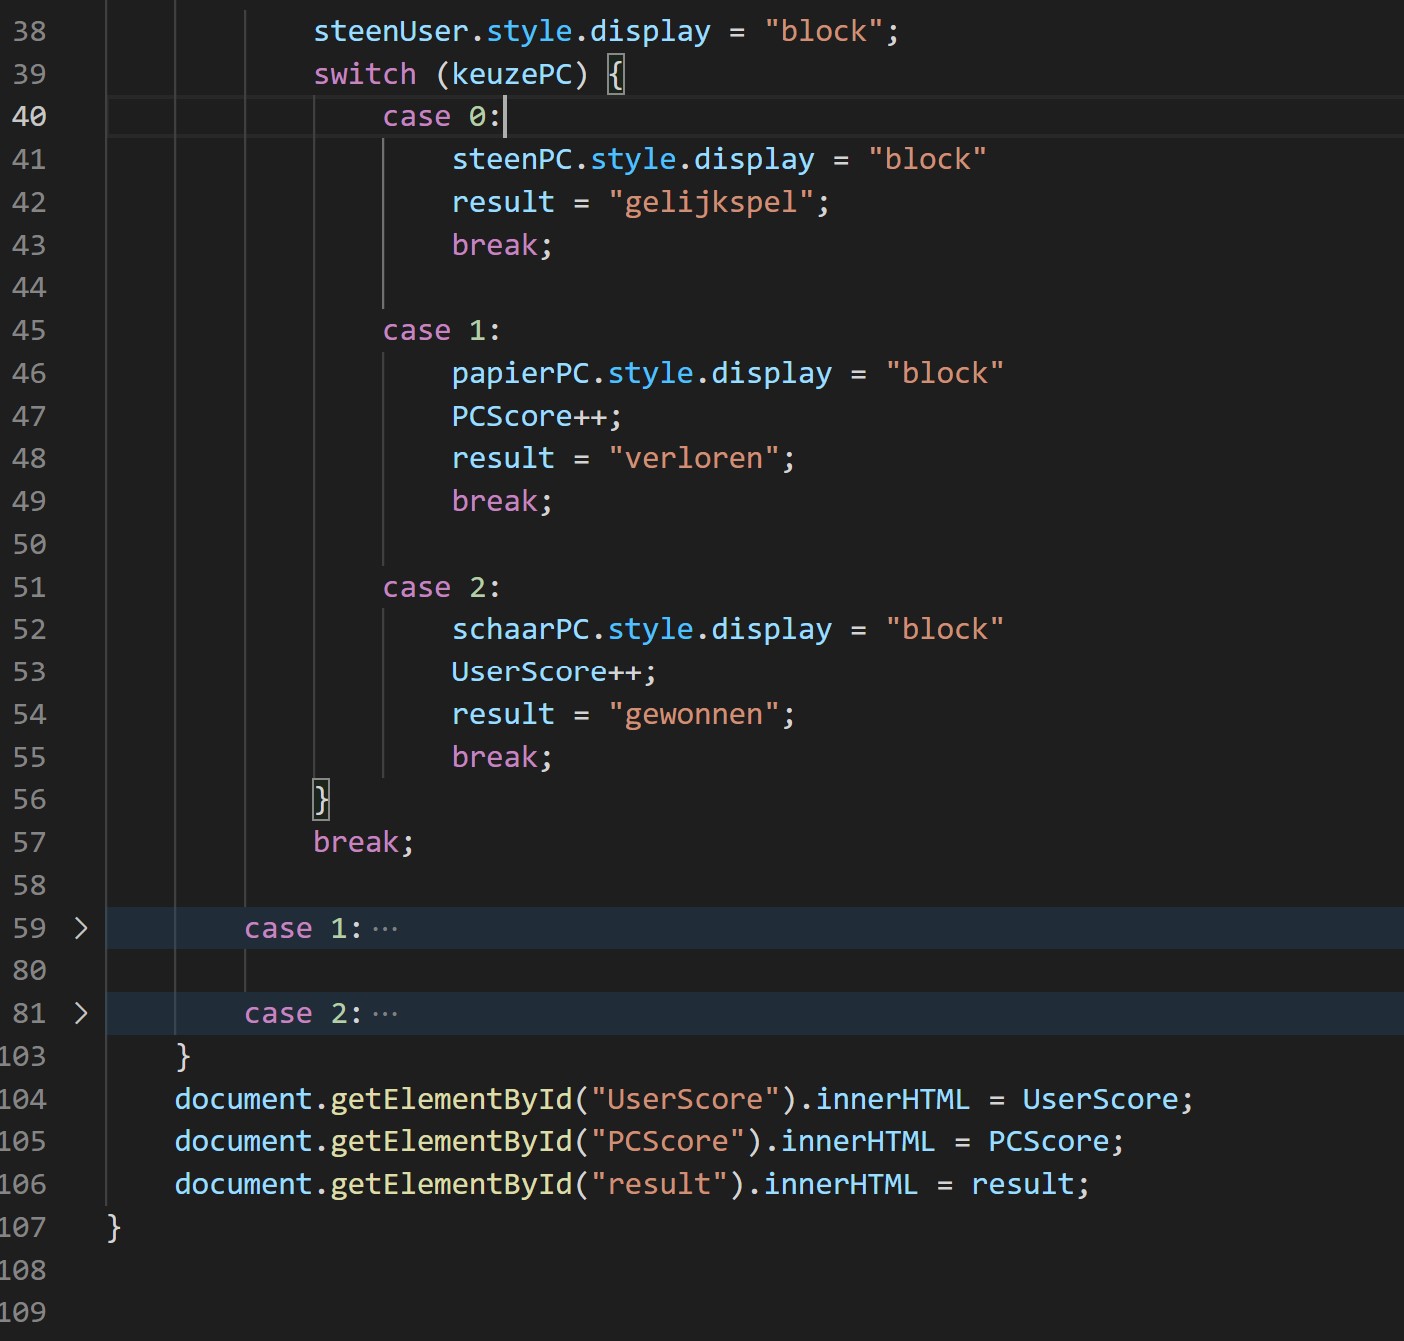 38 steenUser.style.display = "block";
39 switch (keuzePC) {
40 case 0:
41 steenPC.style.display = "block"
42 result = "gelijkspel";
43 break;
44
45 case 1:
46 papierPC.style.display = "block"
47 PCScore++;
48 result = "verloren";
49 break;
50
51 case 2:
52 schaarPC.style.display = "block"
53 UserScore++;
54 result = "gewonnen";
55 break;
56 }
57 break;
58
59 > case 1: ···
80
81 > case 2: ···
103 }
104 document.getElementById("UserScore").innerHTML = UserScore;
105 document.getElementById("PCScore").innerHTML = PCScore;
106 document.getElementById("result").innerHTML = result;
107 }
108
109